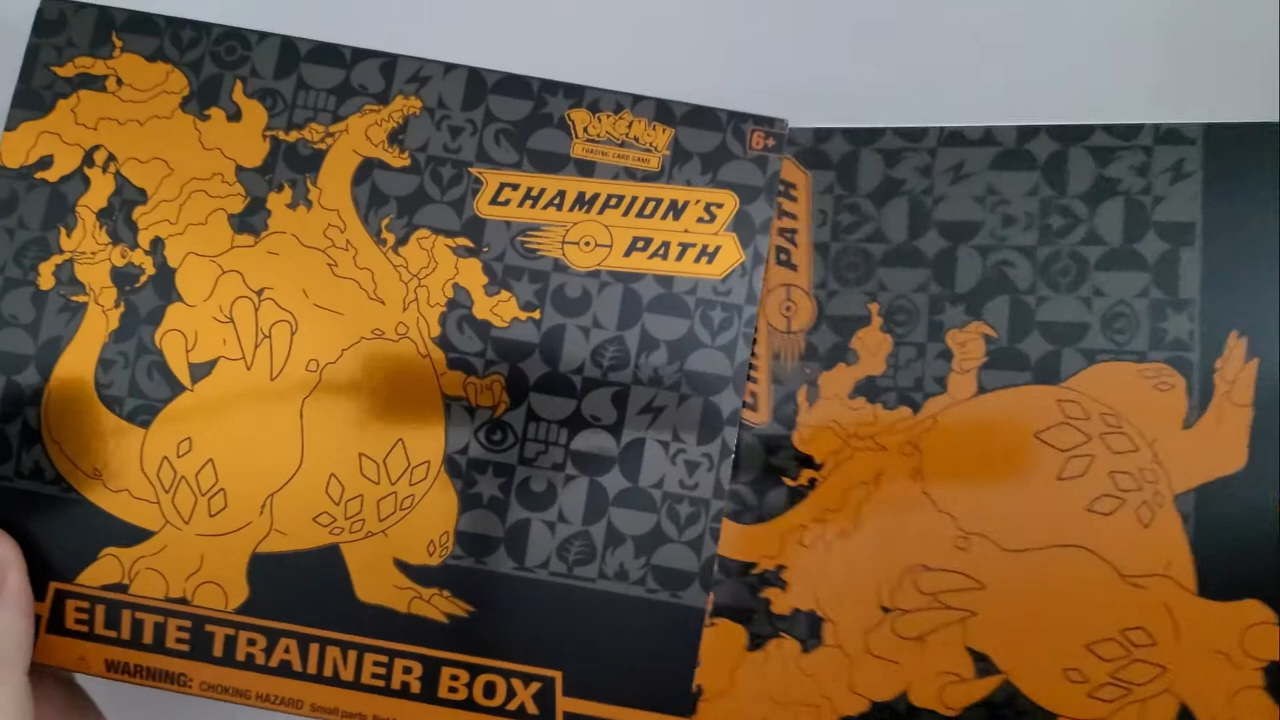 POKéMON
TRADING CARD GAME
6+
CHAMPION'S
PATH
PATH
ELITE TRAINER BOX
WARNING: CHOKING HAZARD Small parts.